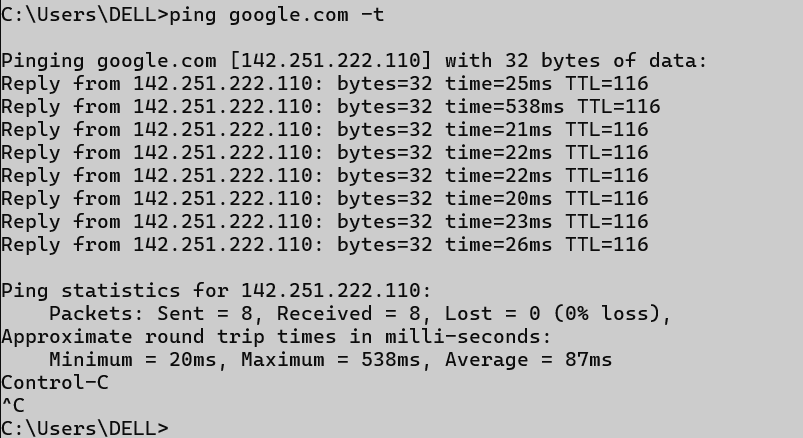 C:\Users\DELL>ping google.com -t
Pinging google.com [142.251.222.110] with 32 bytes of data:
Reply from 142.251.222.110: bytes=32 time=25ms TTL=116
Reply from 142.251.222.110: bytes=32 time=538ms TTL=116
Reply from 142.251.222.110: bytes=32 time=21ms TTL=116
Reply from 142.251.222.110: bytes=32 time=22ms TTL=116
Reply from 142.251.222.110: bytes=32 time=22ms TTL=116
Reply from 142.251.222.110: bytes=32 time=20ms TTL=116
Reply from 142.251.222.110: bytes=32 time=23ms TTL=116
Reply from 142.251.222.110: bytes=32 time=26ms TTL=116
Ping statistics for 142.251.222.110:
    Packets: Sent = 8, Received = 8, Lost = 0 (0% loss),
Approximate round trip times in milli-seconds:
    Minimum = 20ms, Maximum = 538ms, Average = 87ms
Control-C
^C
C:\Users\DELL>